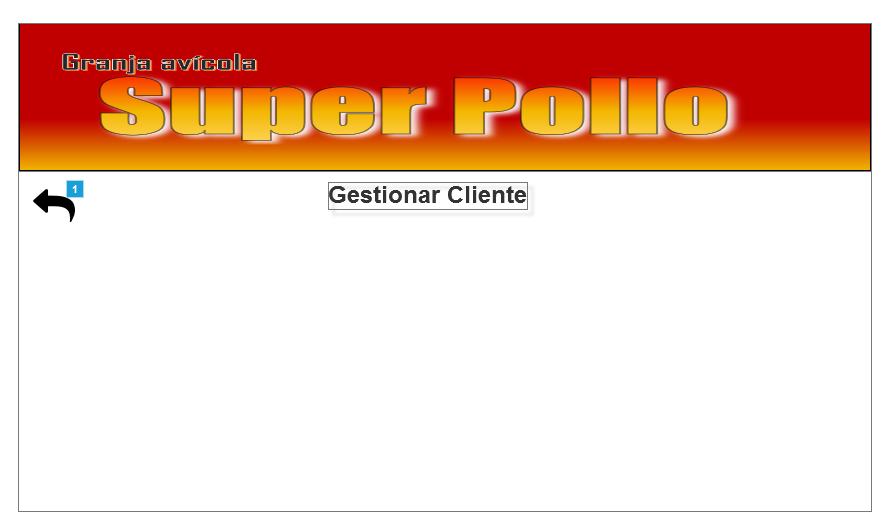 Granja avícola
Super Pollo
1
Gestionar Cliente